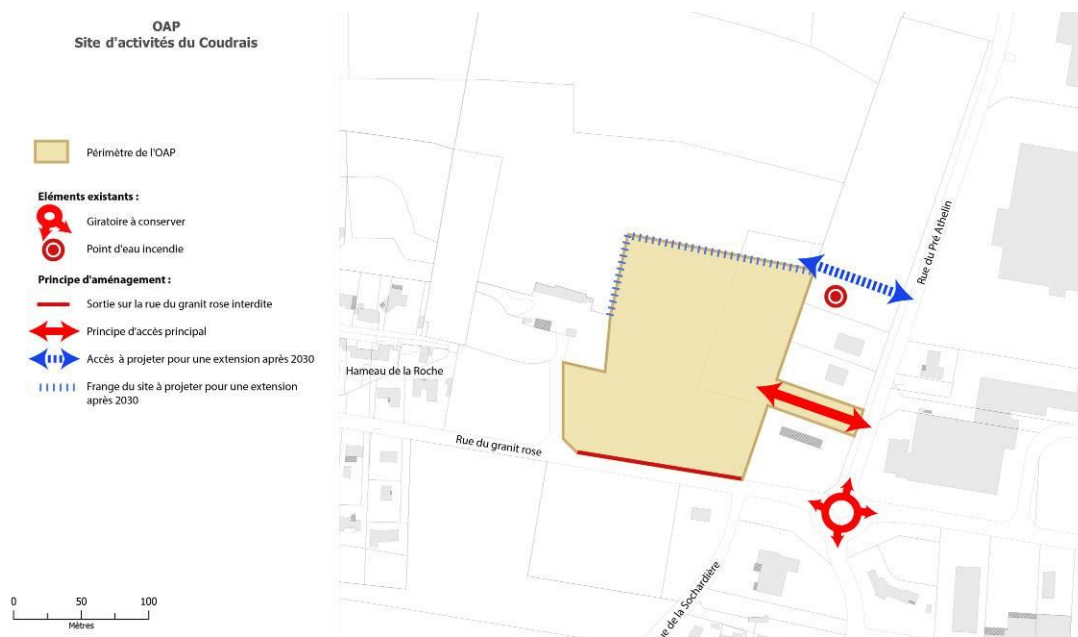 OAP
Site d'activités du Coudrais
Périmètre de l'OAP
Eléments existants :
Giratoire à conserver
Point d'eau incendie
Principe d'aménagement :
Sortie sur la rue du granit rose interdite
Principe d'accès principal
Accès à projeter pour une extension après 2030
Frange du site à projeter pour une extension
après 2030
0 50 100
Mètres
Rue du Pré Athelin
Hameau de la Roche
Rue du granit rose
ue de la Sochardière